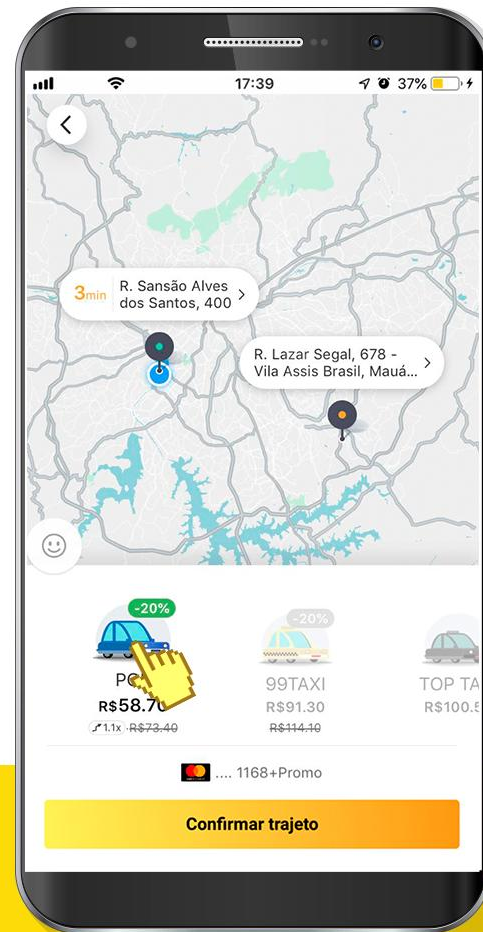 17:39
37%
3min
R. Sansão Alves
dos Santos, 400
R. Lazar Segal, 678 -
Vila Assis Brasil, Mauá...
-20%
-20%
99TAXI
TOP TA
R$58.70
R$91.30
R$100.5
1.1x R$73.40
R$114.10
.... 1168+Promo
Confirmar trajeto